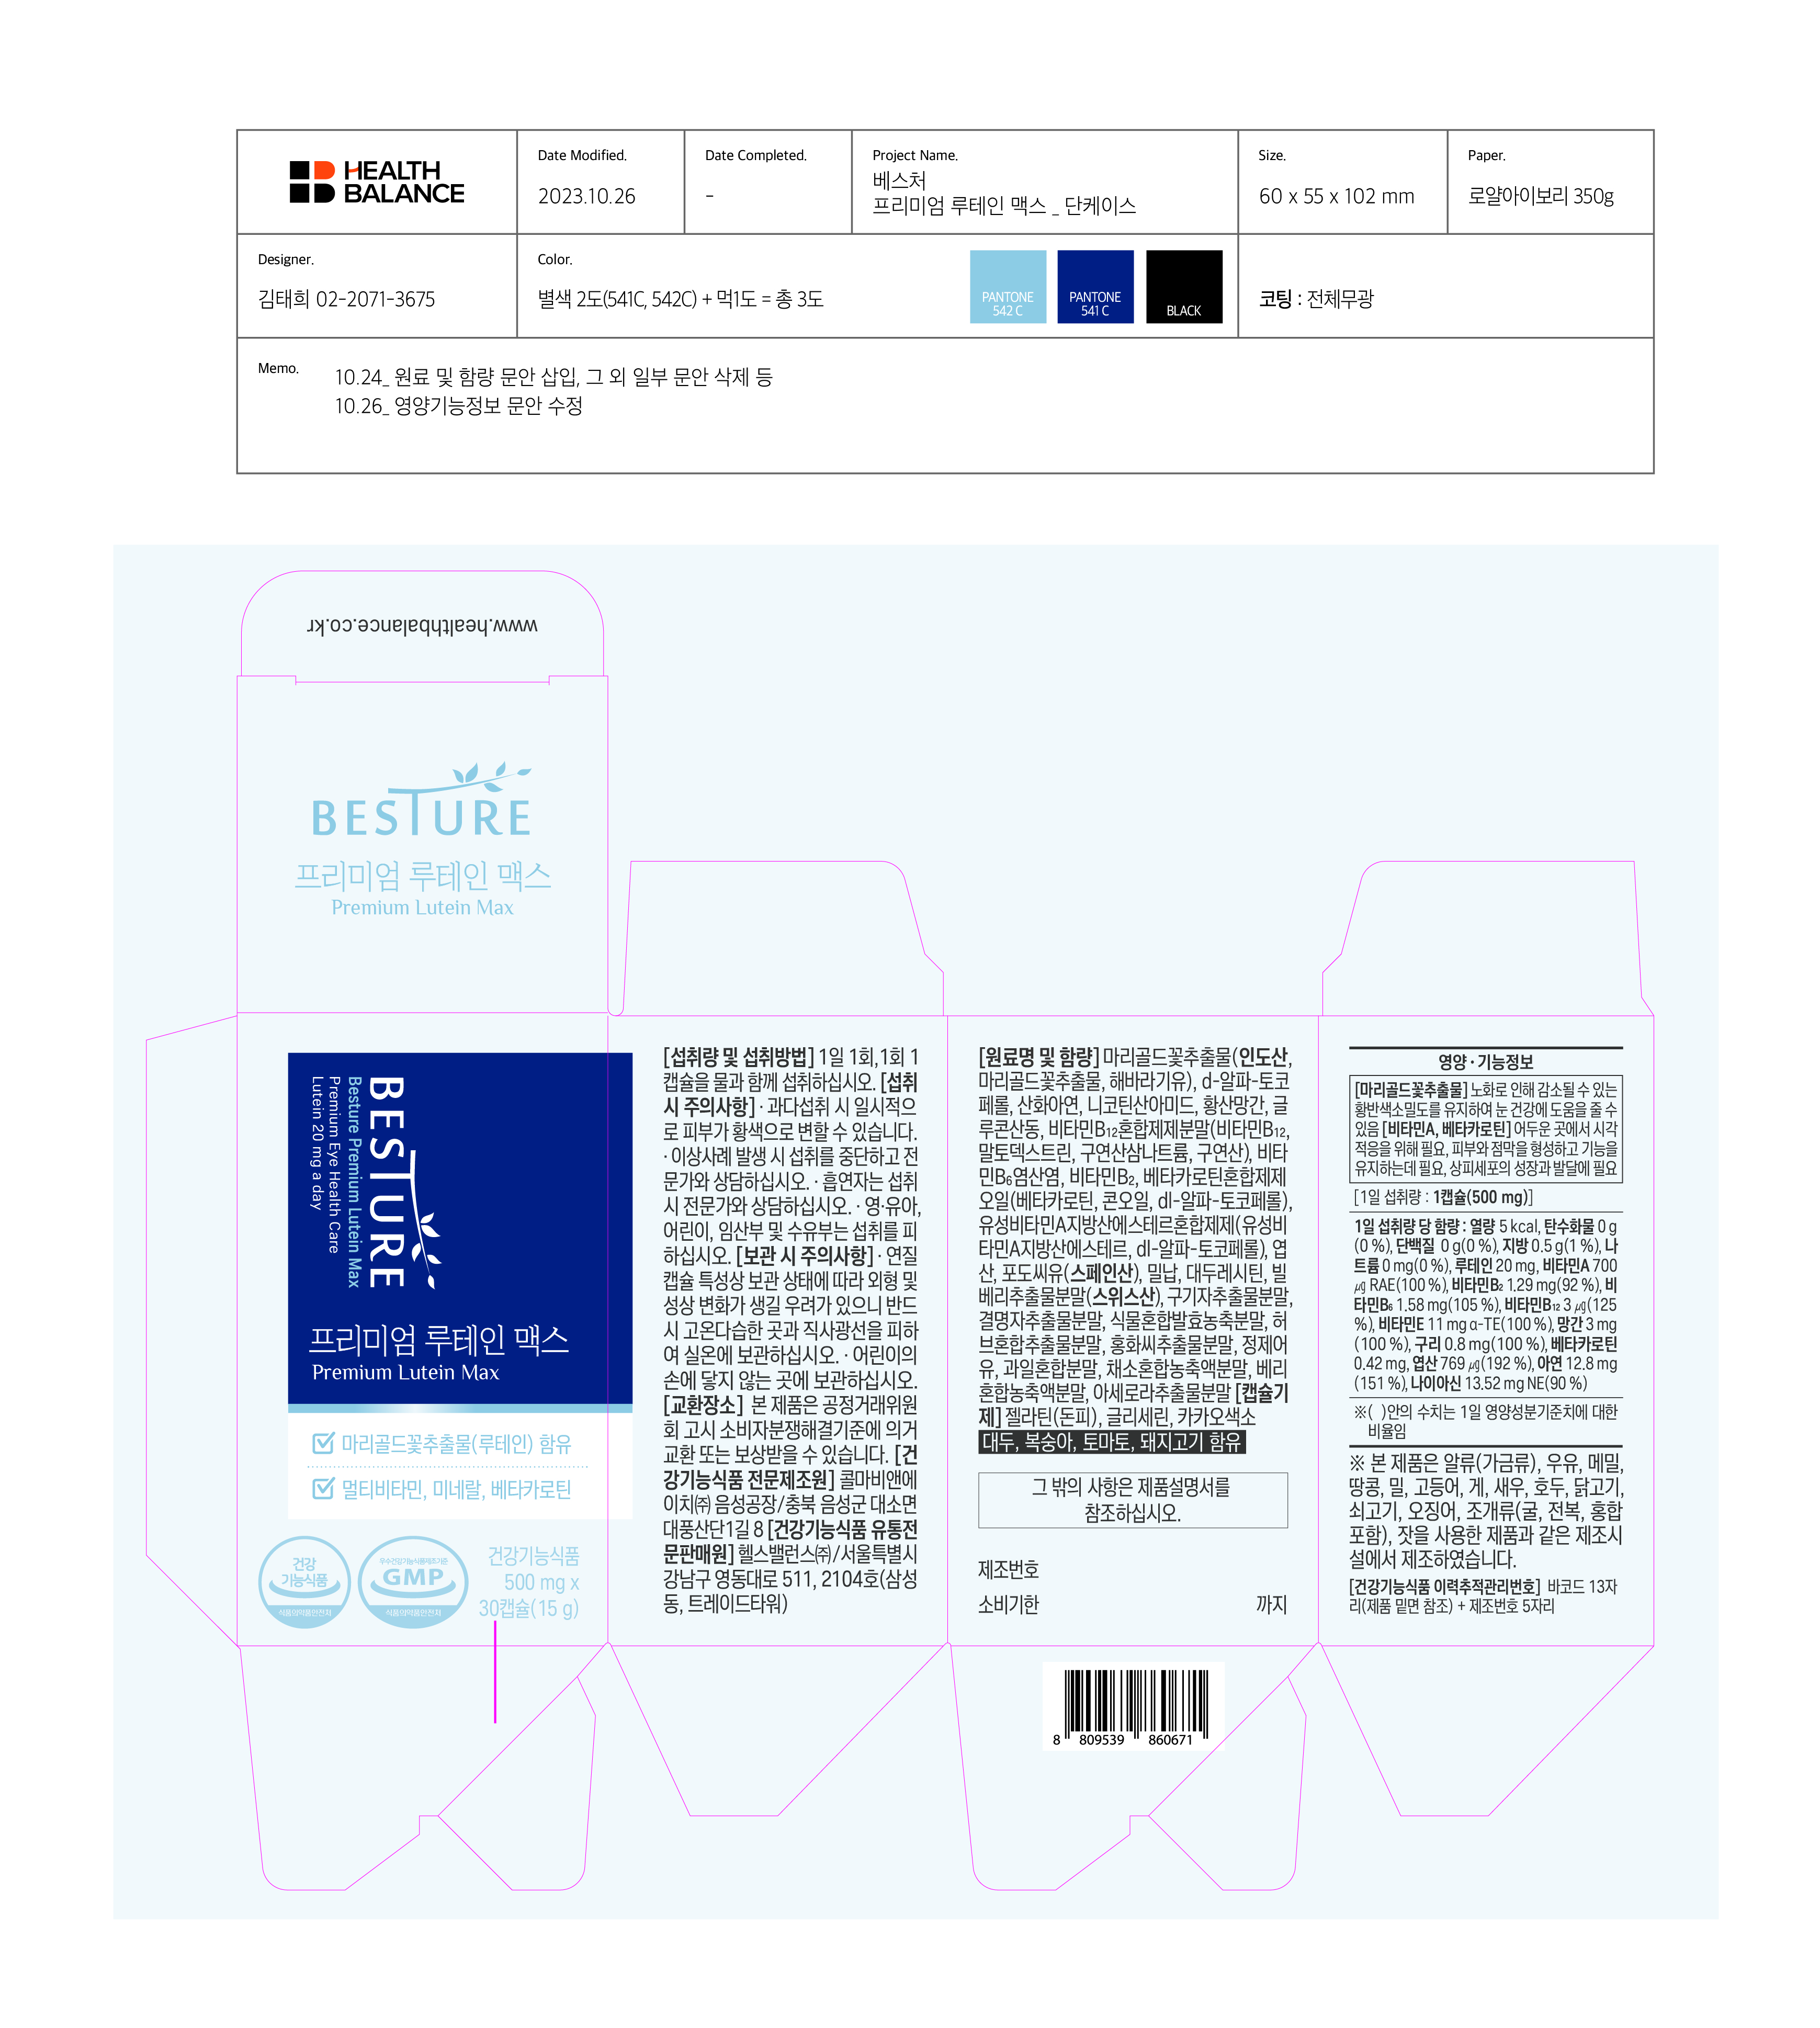 HEALTH
BALANCE
Date Modified.
2023.10.26
Date Completed.
-
Project Name.
베스처
프리미엄 루테인 맥스 _ 단케이스
Size.
60 x 55 x 102 mm
Paper.
로얄아이보리 350g
Designer.
김태희 02-2071-3675
Color.
별색 2도(541C, 542C) + 먹1도 = 총 3도
PANTONE
542 C
PANTONE
541 C
BLACK
코팅 : 전체무광
Memo.
10.24_ 원료 및 함량 문안 삽입, 그 외 일부 문안 삭제 등
10.26_ 영양기능정보 문안 수정
www.healthbalance.co.kr
BESTURE
프리미엄 루테인 맥스
Premium Lutein Max
BESTURE
Besture Premium Lutein Max
Premium Eye Health Care
Lutein 20 mg a day
프리미엄 루테인 맥스
Premium Lutein Max
마리골드꽃추출물(루테인) 함유
멀티비타민, 미네랄, 베타카로틴
건강
기능식품
식품의약품안전처
우수건강기능식품제조기준
GMP
식품의약품안전처
건강기능식품
500 mg x
30캡슐(15 g)
[섭취량 및 섭취방법] 1일 1회,1회 1
캡슐을 물과 함께 섭취하십시오. [섭취
시 주의사항] · 과다섭취 시 일시적으
로 피부가 황색으로 변할 수 있습니다.
· 이상사례 발생 시 섭취를 중단하고 전
문가와 상담하십시오. · 흡연자는 섭취
시 전문가와 상담하십시오. · 영·유아,
어린이, 임산부 및 수유부는 섭취를 피
하십시오. [보관 시 주의사항] · 연질
캡슐 특성상 보관 상태에 따라 외형 및
성상 변화가 생길 우려가 있으니 반드
시 고온다습한 곳과 직사광선을 피하
여 실온에 보관하십시오. · 어린이의
손에 닿지 않는 곳에 보관하십시오.
[교환장소] 본 제품은 공정거래위원
회 고시 소비자분쟁해결기준에 의거
교환 또는 보상받을 수 있습니다. [건
강기능식품 전문제조원] 콜마비앤에
이치㈜ 음성공장/충북 음성군 대소면
대풍산단1길 8 [건강기능식품 유통전
문판매원] 헬스밸런스㈜/서울특별시
강남구 영동대로 511, 2104호(삼성
동, 트레이드타워)
[원료명 및 함량] 마리골드꽃추출물(인도산,
마리골드꽃추출물, 해바라기유), d-알파-토코
페롤, 산화아연, 니코틴산아미드, 황산망간, 글
루콘산동, 비타민B₁₂혼합제제분말(비타민B₁₂,
말토덱스트린, 구연산삼나트륨, 구연산), 비타
민B₆염산염, 비타민B₂, 베타카로틴혼합제제
오일(베타카로틴, 콘오일, dl-알파-토코페롤),
유성비타민A지방산에스테르혼합제제(유성비
타민A지방산에스테르, dl-알파-토코페롤), 엽
산, 포도씨유(스페인산), 밀납, 대두레시틴, 빌
베리추출물분말(스위스산), 구기자추출물분말,
결명자추출물분말, 식물혼합발효농축분말, 허
브혼합추출물분말, 홍화씨추출물분말, 정제어
유, 과일혼합분말, 채소혼합농축액분말, 베리
혼합농축액분말, 아세로라추출물분말 [캡슐기
제] 젤라틴(돈피), 글리세린, 카카오색소
대두, 복숭아, 토마토, 돼지고기 함유
그 밖의 사항은 제품설명서를
참조하십시오.
제조번호
소비기한 까지
8 809539 860671
영양 · 기능정보
[마리골드꽃추출물] 노화로 인해 감소될 수 있는
황반색소밀도를 유지하여 눈 건강에 도움을 줄 수
있음 [비타민A, 베타카로틴] 어두운 곳에서 시각
적응을 위해 필요, 피부와 점막을 형성하고 기능을
유지하는데 필요, 상피세포의 성장과 발달에 필요
[1일 섭취량 : 1캡슐(500 mg)]
1일 섭취량 당 함량 : 열량 5 kcal, 탄수화물 0 g
(0 %), 단백질 0 g(0 %), 지방 0.5 g(1 %), 나
트륨 0 mg(0 %), 루테인 20 mg, 비타민A 700
㎍ RAE(100 %), 비타민B₂ 1.29 mg(92 %), 비
타민B₆ 1.58 mg(105 %), 비타민B₁₂ 3 ㎍(125
%), 비타민E 11 mg α-TE(100 %), 망간 3 mg
(100 %), 구리 0.8 mg(100 %), 베타카로틴
0.42 mg, 엽산 769 ㎍(192 %), 아연 12.8 mg
(151 %), 나이아신 13.52 mg NE(90 %)
※( )안의 수치는 1일 영양성분기준치에 대한
비율임
※ 본 제품은 알류(가금류), 우유, 메밀,
땅콩, 밀, 고등어, 게, 새우, 호두, 닭고기,
쇠고기, 오징어, 조개류(굴, 전복, 홍합
포함), 잣을 사용한 제품과 같은 제조시
설에서 제조하였습니다.
[건강기능식품 이력추적관리번호] 바코드 13자
리(제품 밑면 참조) + 제조번호 5자리